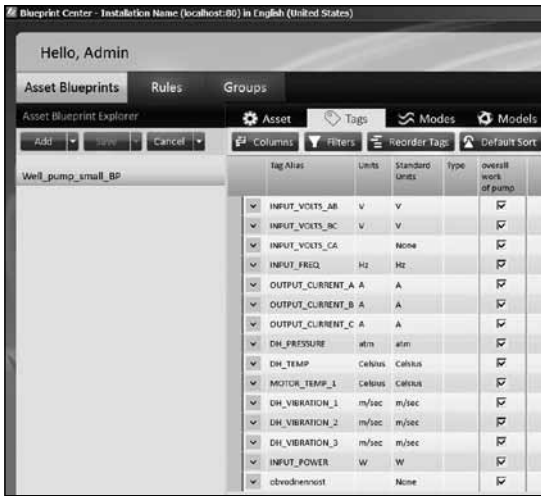 Blueprint Center - Installation Name (localhost:80) in English (United States)
Hello, Admin
Asset Blueprints Rules Groups
Asset Blueprint Explorer Asset Tags Modes Models
Add Save Cancel Columns Filters Reorder Tags Default Sort
Well_pump_small_BP
Tag Alias Units Standard Units Type overall work of pump
INPUT_VOLTS_AB V V
INPUT_VOLTS_BC V V
INPUT_VOLTS_CA None
INPUT_FREQ Hz Hz
OUTPUT_CURRENT_A A A
OUTPUT_CURRENT_B A A
OUTPUT_CURRENT_C A A
DH_PRESSURE atm atm
DH_TEMP Celsius Celsius
MOTOR_TEMP_1 Celsius Celsius
DH_VIBRATION_1 m/sec m/sec
DH_VIBRATION_2 m/sec m/sec
DH_VIBRATION_3 m/sec m/sec
INPUT_POWER W W
obvodnennost None